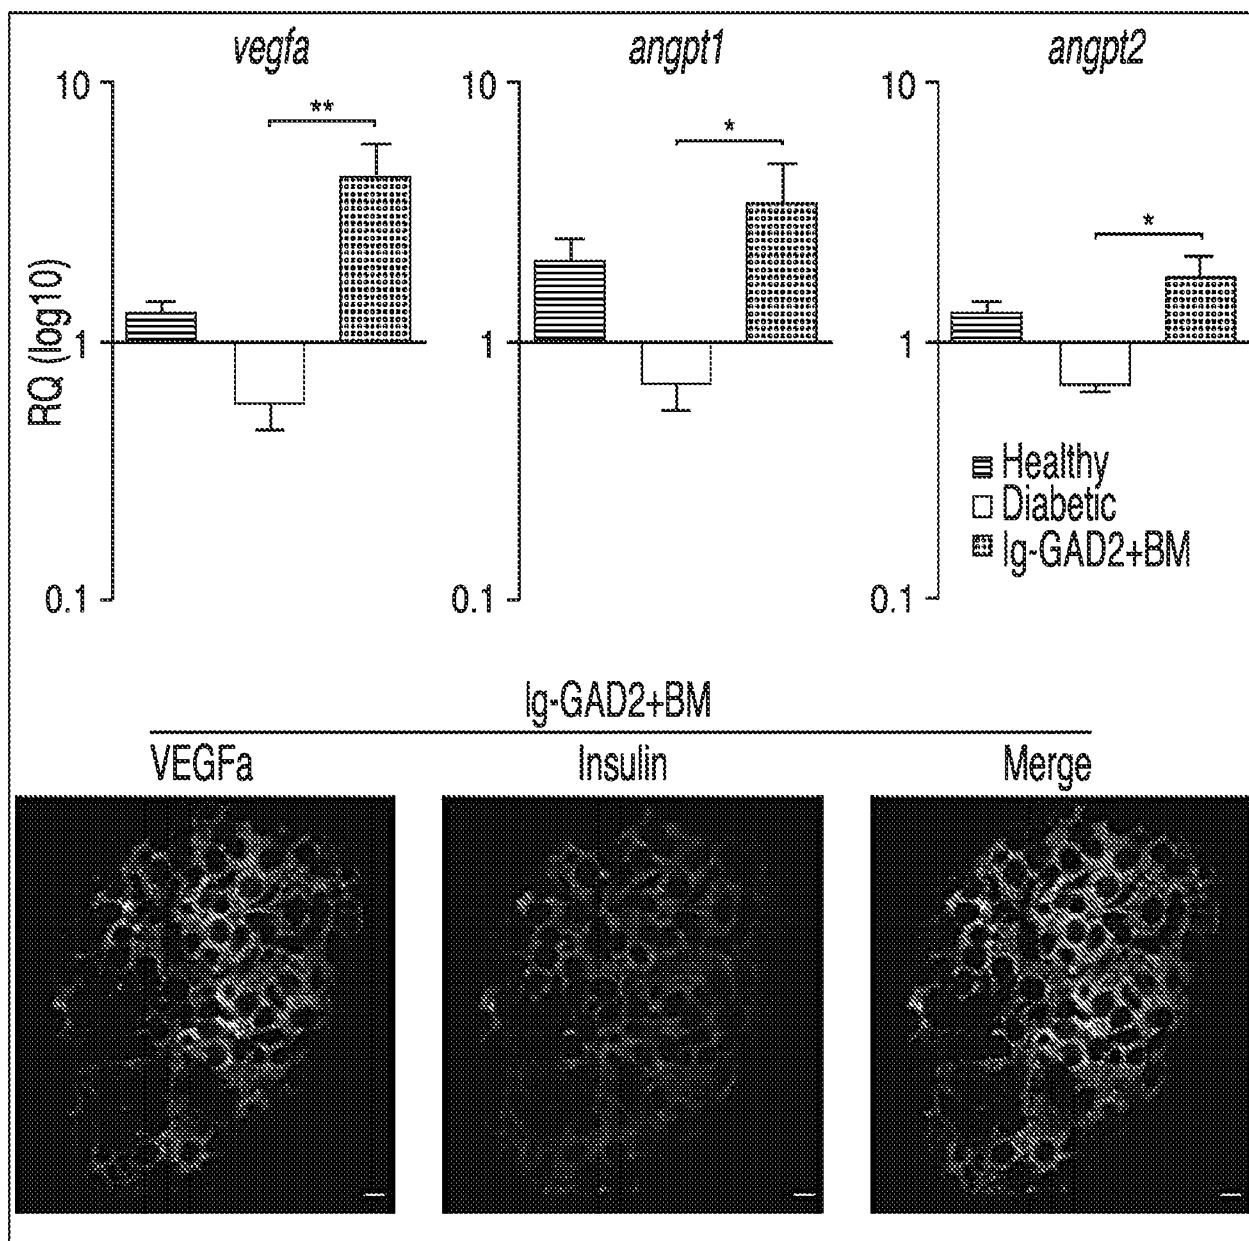 vegfa
angpt1
angpt2
10
10
10
**
*
*
RQ (log10)
1
1
1
Healthy
Diabetic
Ig-GAD2+BM
0.1
0.1
0.1
Ig-GAD2+BM
VEGFa
Insulin
Merge